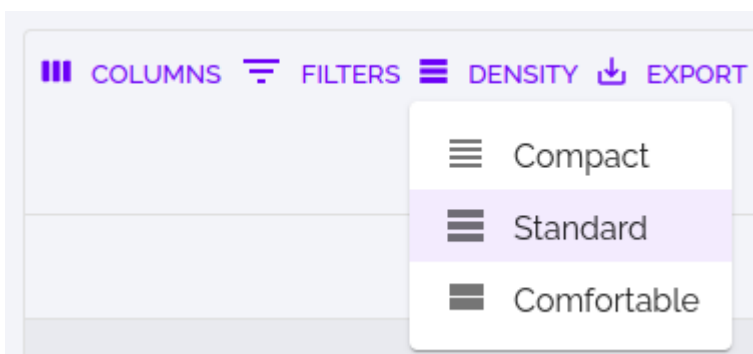 COLUMNS FILTERS DENSITY EXPORT
Compact
Standard
Comfortable